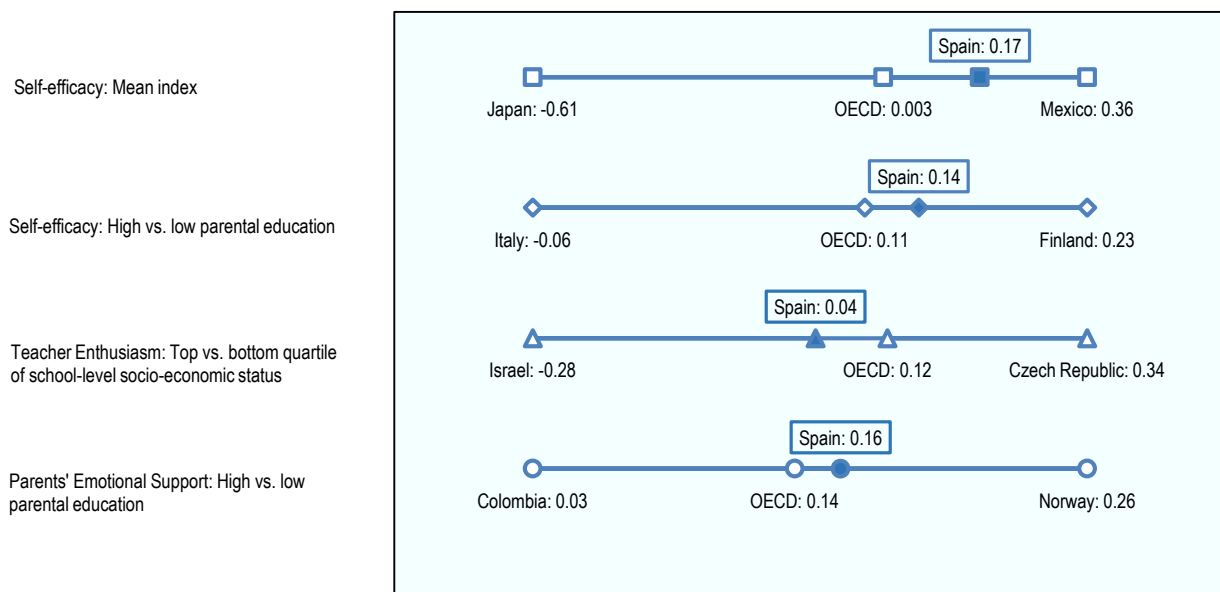 Spain: 0.17
Self-efficacy: Mean index
Japan: -0.61
OECD: 0.003
Mexico: 0.36
Spain: 0.14
Self-efficacy: High vs. low parental education
Italy: -0.06
OECD: 0.11
Finland: 0.23
Spain: 0.04
Teacher Enthusiasm: Top vs. bottom quartile
of school-level socio-economic status
Israel: -0.28
OECD: 0.12
Czech Republic: 0.34
Spain: 0.16
Parents' Emotional Support: High vs. low
parental education
Colombia: 0.03
OECD: 0.14
Norway: 0.26